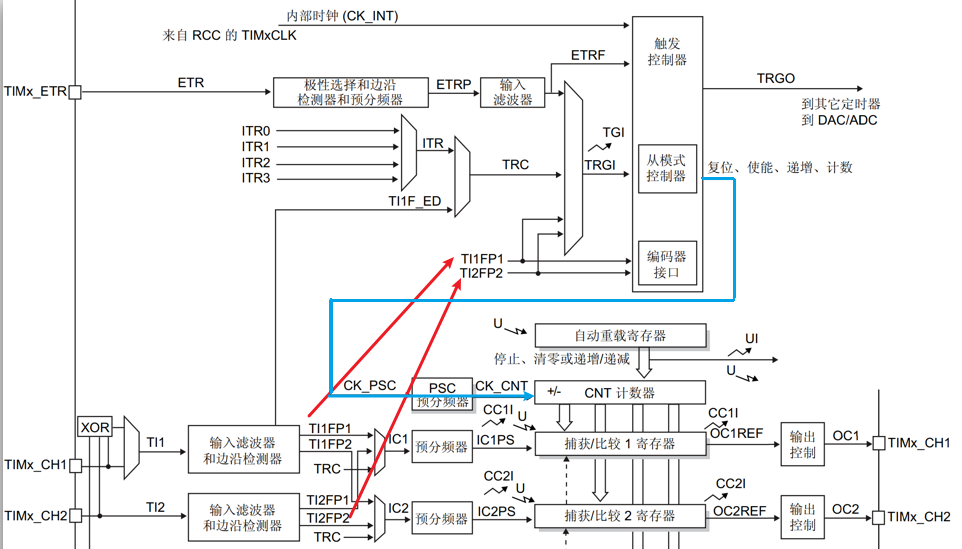 内部时钟 (CK_INT)
来自 RCC 的 TIMxCLK
触发
控制器
ETRF
TRGO
到其它定时器
到 DAC/ADC
TIMx_ETR
ETR
极性选择和边沿
检测器和预分频器
ETRP
输入
滤波器
ITR0
ITR1
ITR2
ITR3
ITR
TRC
TI1F_ED
TGI
TRGI
从模式
控制器
复位、使能、递增、计数
TI1FP1
TI2FP2
编码器
接口
U
自动重载寄存器
UI
U
停止、清零或递增/递减
CK_PSC
PSC
预分频器
CK_CNT
+/-
CNT 计数器
XOR
TI1
TIMx_CH1
输入滤波器
和边沿检测器
TI1FP1
TI1FP2
TRC
IC1
预分频器
CC1I
U
IC1PS
捕获/比较 1 寄存器
CC1I
OC1REF
输出
控制
OC1
TIMx_CH1
TIMx_CH2
TI2
输入滤波器
和边沿检测器
TI2FP1
TI2FP2
TRC
IC2
预分频器
CC2I
U
IC2PS
捕获/比较 2 寄存器
CC2I
OC2REF
输出
控制
OC2
TIMx_CH2